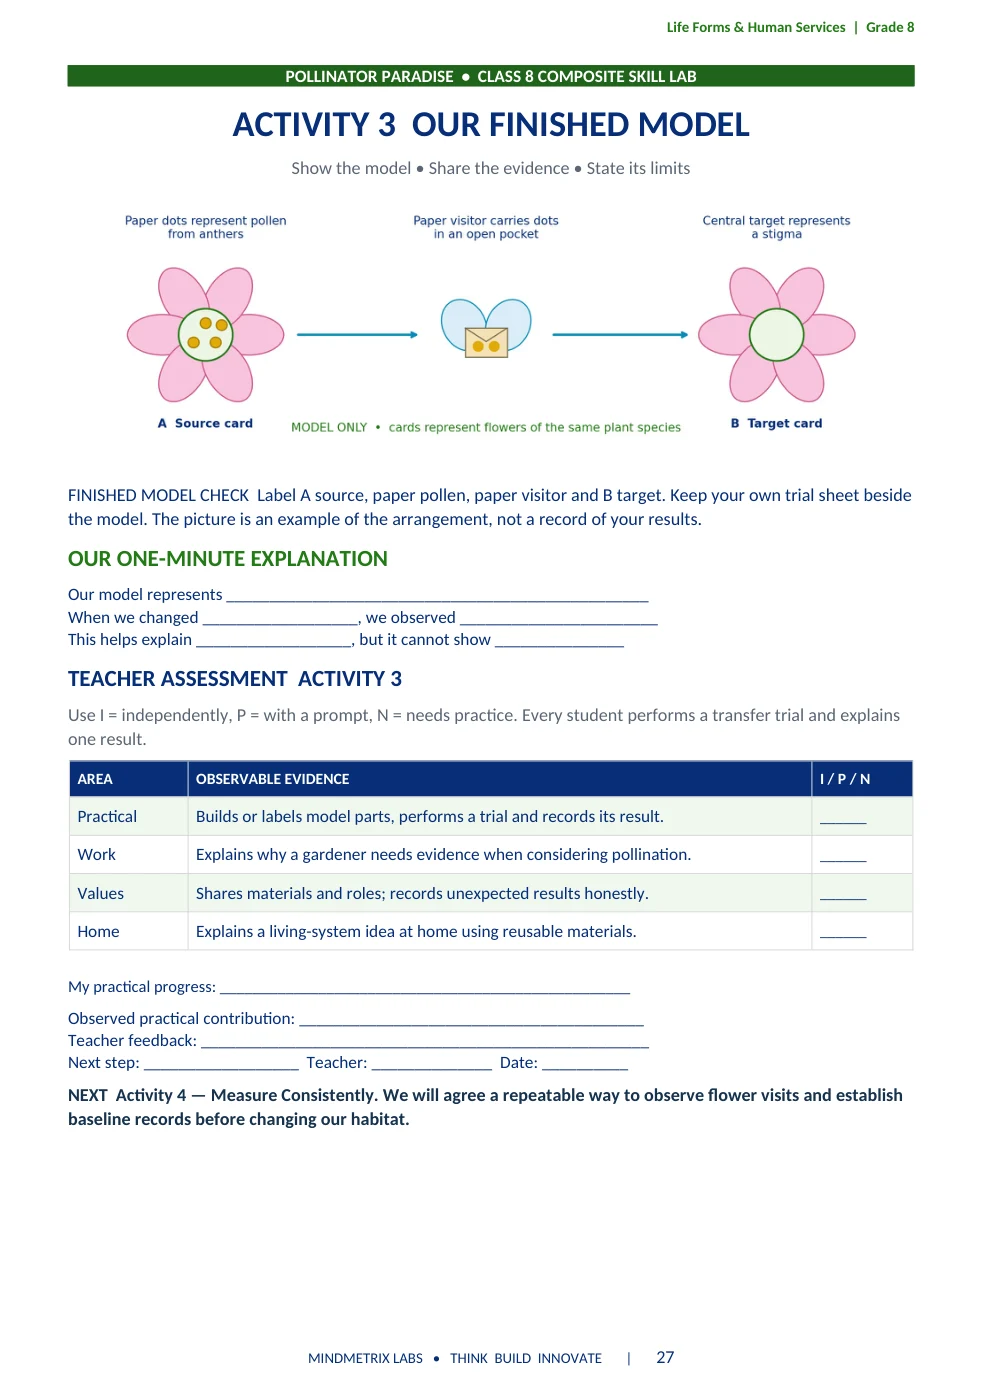 Life Forms & Human Services | Grade 8
POLLINATOR PARADISE ● CLASS 8 COMPOSITE SKILL LAB
ACTIVITY 3 OUR FINISHED MODEL
Show the model • Share the evidence • State its limits
Paper dots represent pollen
from anthers
Paper visitor carries dots
in an open pocket
Central target represents
a stigma
A Source card
MODEL ONLY • cards represent flowers of the same plant species
B Target card
FINISHED MODEL CHECK Label A source, paper pollen, paper visitor and B target. Keep your own trial sheet beside
the model. The picture is an example of the arrangement, not a record of your results.
OUR ONE-MINUTE EXPLANATION
Our model represents _______________________________________________
When we changed __________________, we observed ______________________
This helps explain __________________, but it cannot show _______________
TEACHER ASSESSMENT ACTIVITY 3
Use I = independently, P = with a prompt, N = needs practice. Every student performs a transfer trial and explains
one result.
AREA OBSERVABLE EVIDENCE I / P / N
Practical Builds or labels model parts, performs a trial and records its result. _____
Work Explains why a gardener needs evidence when considering pollination. _____
Values Shares materials and roles; records unexpected results honestly. _____
Home Explains a living-system idea at home using reusable materials. _____
My practical progress: _______________________________________________
Observed practical contribution: ________________________________________
Teacher feedback: ____________________________________________________
Next step: __________________ Teacher: ______________ Date: __________
NEXT Activity 4 — Measure Consistently. We will agree a repeatable way to observe flower visits and establish
baseline records before changing our habitat.
MINDMETRIX LABS ● THINK BUILD INNOVATE | 27